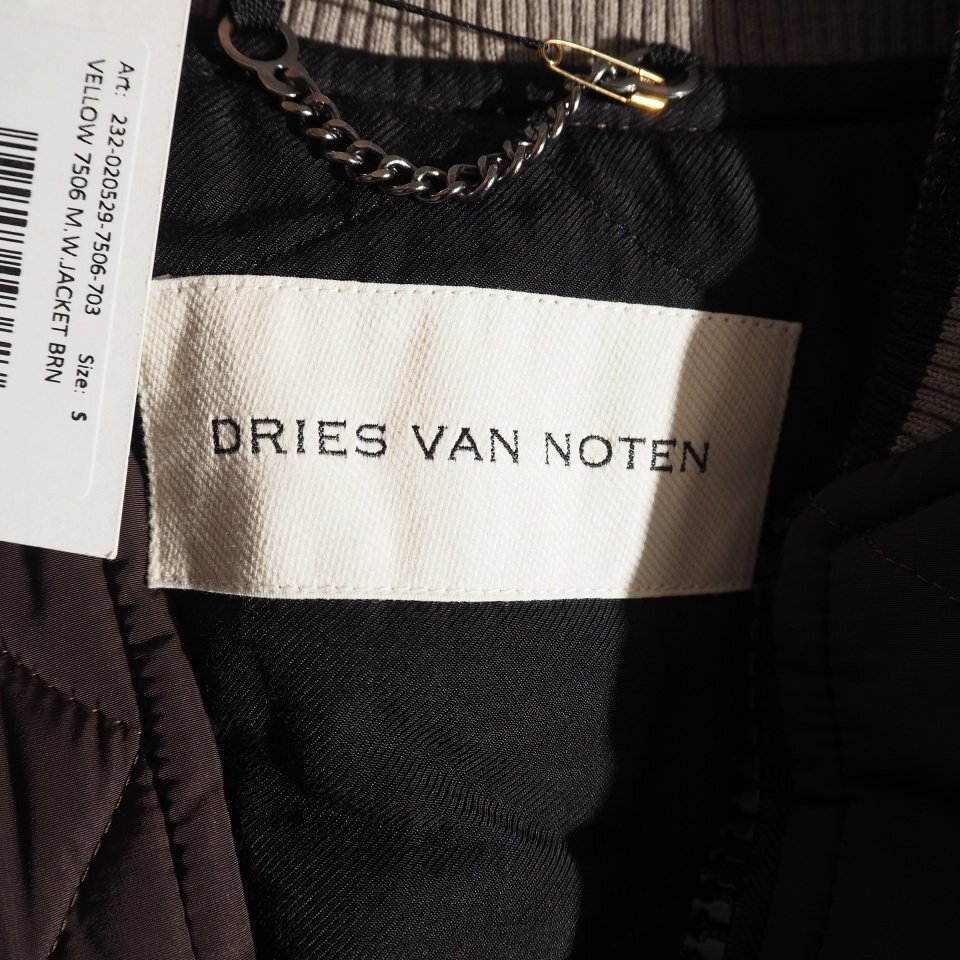 Art: 232-020529-7506-703 Size: S
VELLOW 7506 M.W.JACKET BRN
DRIES VAN NOTEN